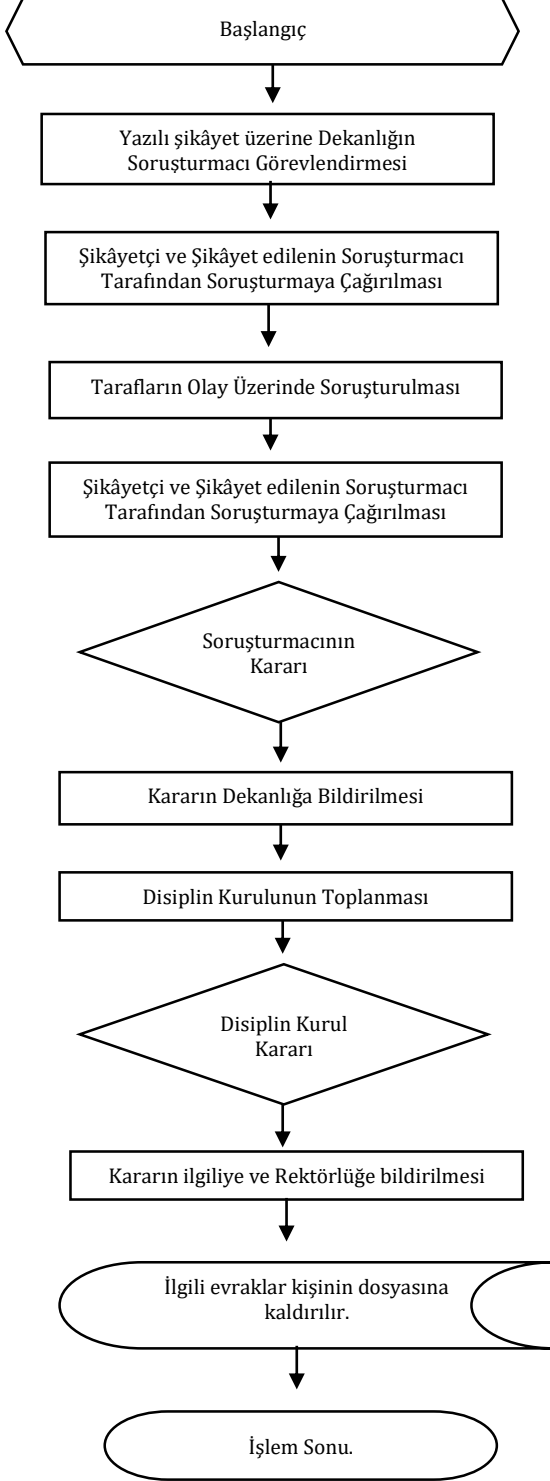 Başlangıç
Yazılı şikâyet üzerine Dekanlığın
Soruşturmacı Görevlendirmesi
Şikâyetçi ve Şikâyet edilenin Soruşturmacı
Tarafından Soruşturmaya Çağırılması
Tarafların Olay Üzerinde Soruşturulması
Şikâyetçi ve Şikâyet edilenin Soruşturmacı
Tarafından Soruşturmaya Çağırılması
Soruşturmacının
Kararı
Kararın Dekanlığa Bildirilmesi
Disiplin Kurulunun Toplanması
Disiplin Kurul
Kararı
Kararın ilgiliye ve Rektörlüğe bildirilmesi
İlgili evraklar kişinin dosyasına
kaldırılır.
İşlem Sonu.